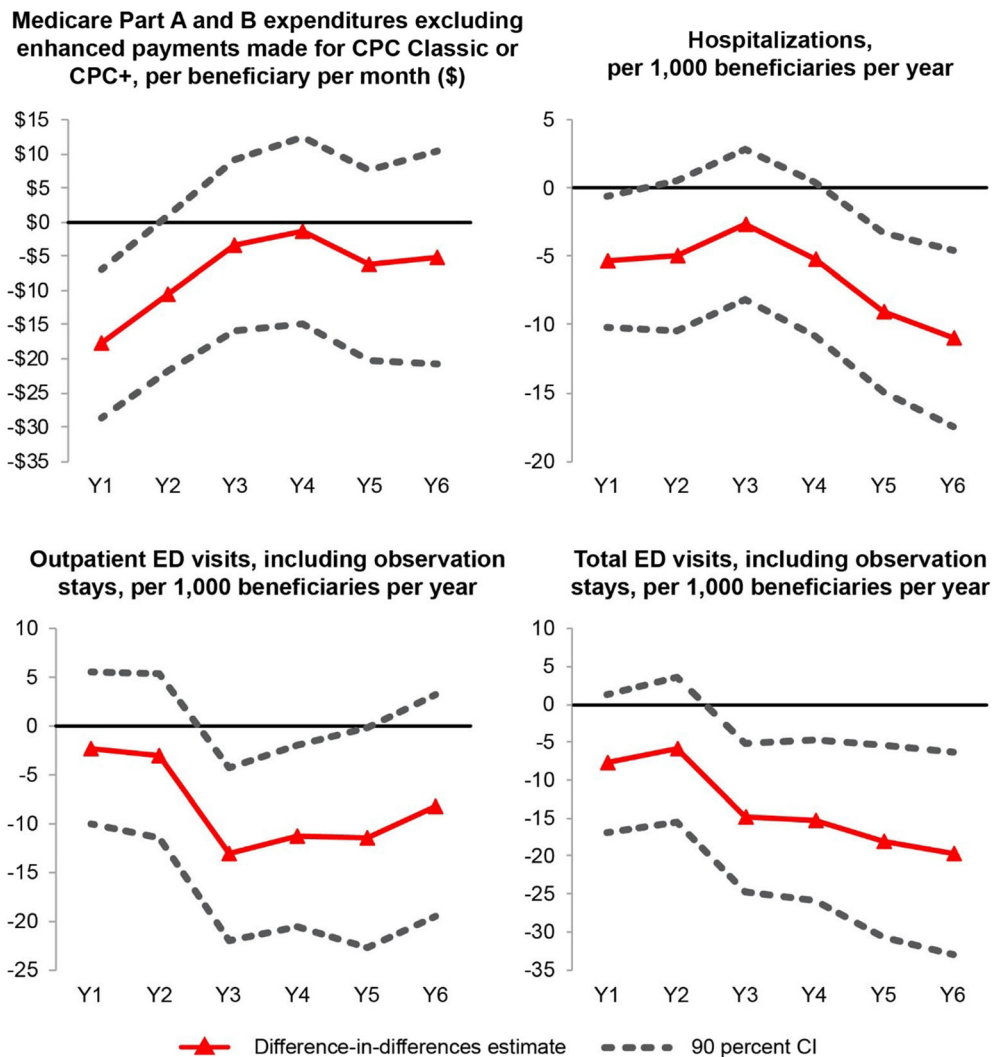 Medicare Part A and B expenditures excluding
enhanced payments made for CPC Classic or
CPC+, per beneficiary per month ($)
$15
$10
$5
$0
-$5
-$10
-$15
-$20
-$25
-$30
-$35
Y1 Y2 Y3 Y4 Y5 Y6
Hospitalizations,
per 1,000 beneficiaries per year
5
0
-5
-10
-15
-20
Y1 Y2 Y3 Y4 Y5 Y6
Outpatient ED visits, including observation
stays, per 1,000 beneficiaries per year
10
5
0
-5
-10
-15
-20
-25
Y1 Y2 Y3 Y4 Y5 Y6
Total ED visits, including observation
stays, per 1,000 beneficiaries per year
10
5
0
-5
-10
-15
-20
-25
-30
-35
Y1 Y2 Y3 Y4 Y5 Y6
Difference-in-differences estimate 90 percent CI